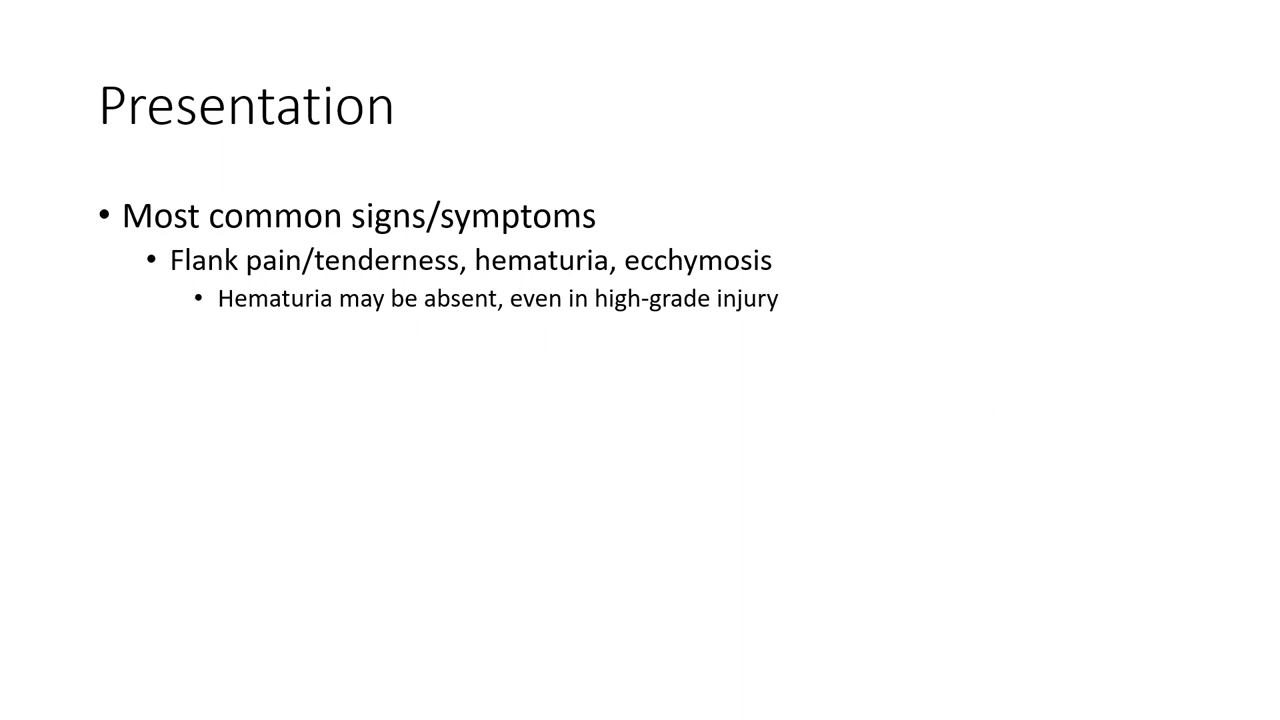 Presentation
• Most common signs/symptoms
• Flank pain/tenderness, hematuria, ecchymosis
• Hematuria may be absent, even in high-grade injury